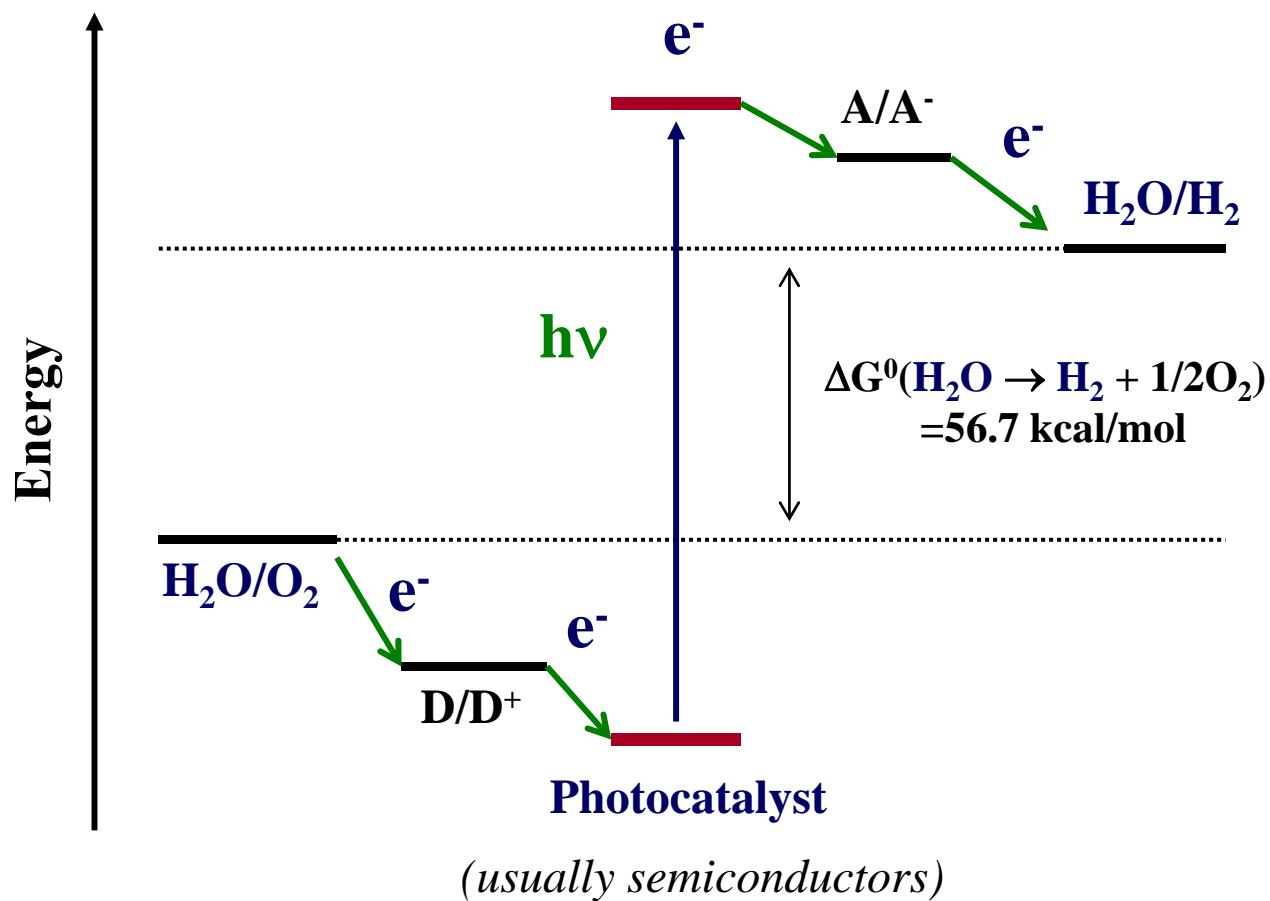 e⁻
A/A⁻
e⁻
H₂O/H₂
hν
ΔG⁰(H₂O → H₂ + 1/2O₂)
=56.7 kcal/mol
Energy
H₂O/O₂
e⁻
e⁻
D/D⁺
Photocatalyst
(usually semiconductors)